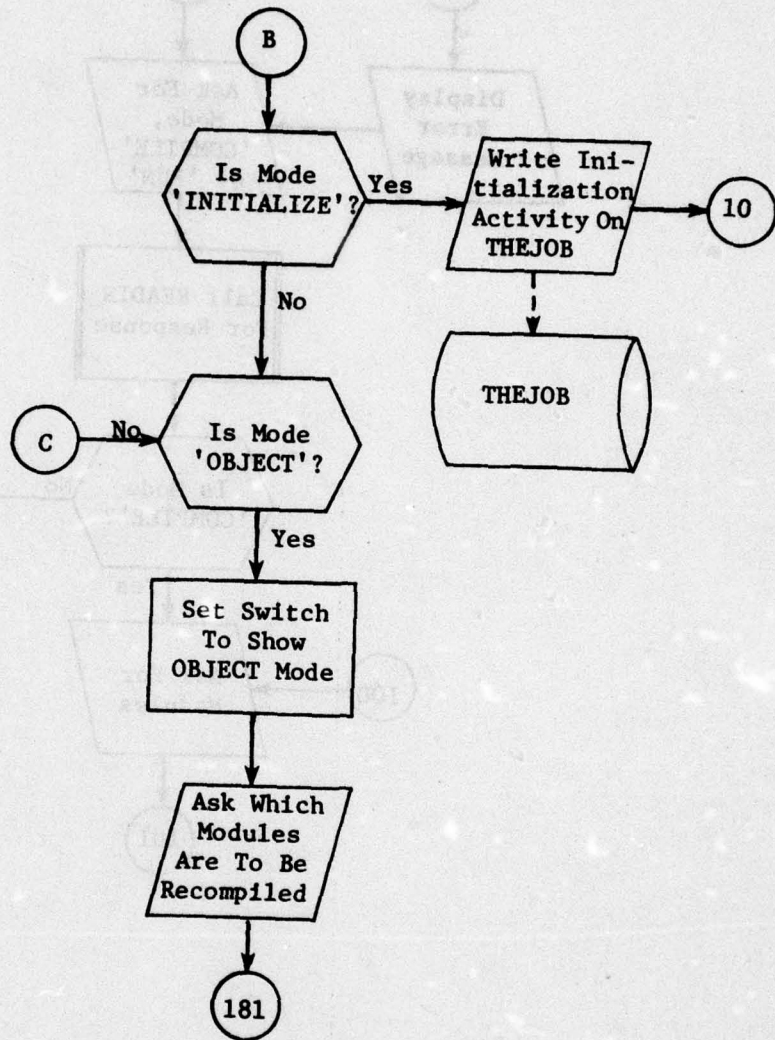 B
Is Mode
'INITIALIZE'?
Yes
Write Ini-
tialization
Activity On
THEJOB
10
No
THEJOB
C
No
Is Mode
'OBJECT'?
Yes
Set Switch
To Show
OBJECT Mode
Ask Which
Modules
Are To Be
Recompiled
181